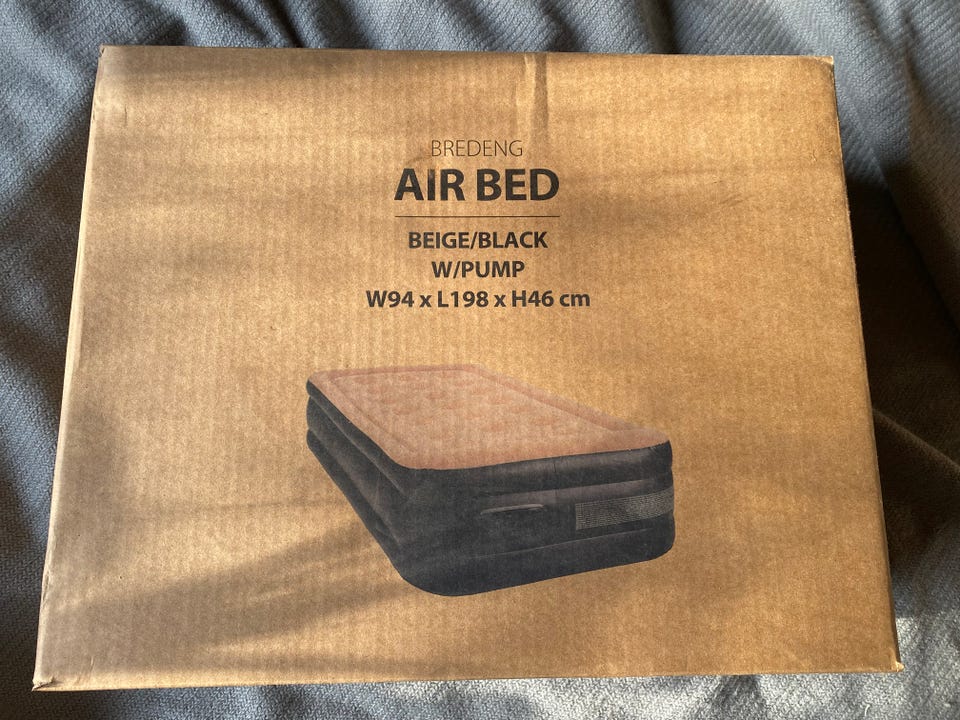 BREDENG
AIR BED
BEIGE/BLACK
W/PUMP
W94 x L198 x H46 cm